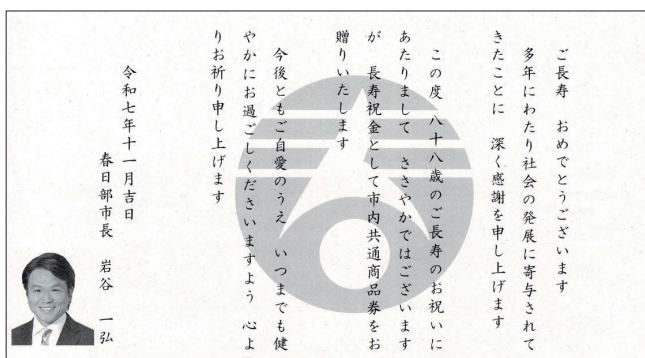 ご長寿　おめでとうございます
多年にわたり社会の発展に寄与されて
きたことに　深く感謝を申し上げます
この度　八十八歳のご長寿のお祝いに
あたりまして　ささやかではございます
が　長寿祝金として市内共通商品券をお
贈りいたします
今後ともご自愛のうえ　いつまでも健
やかにお過ごしくださいますよう　心よ
りお祈り申し上げます
令和七年十一月吉日
春日部市長　岩谷　一弘